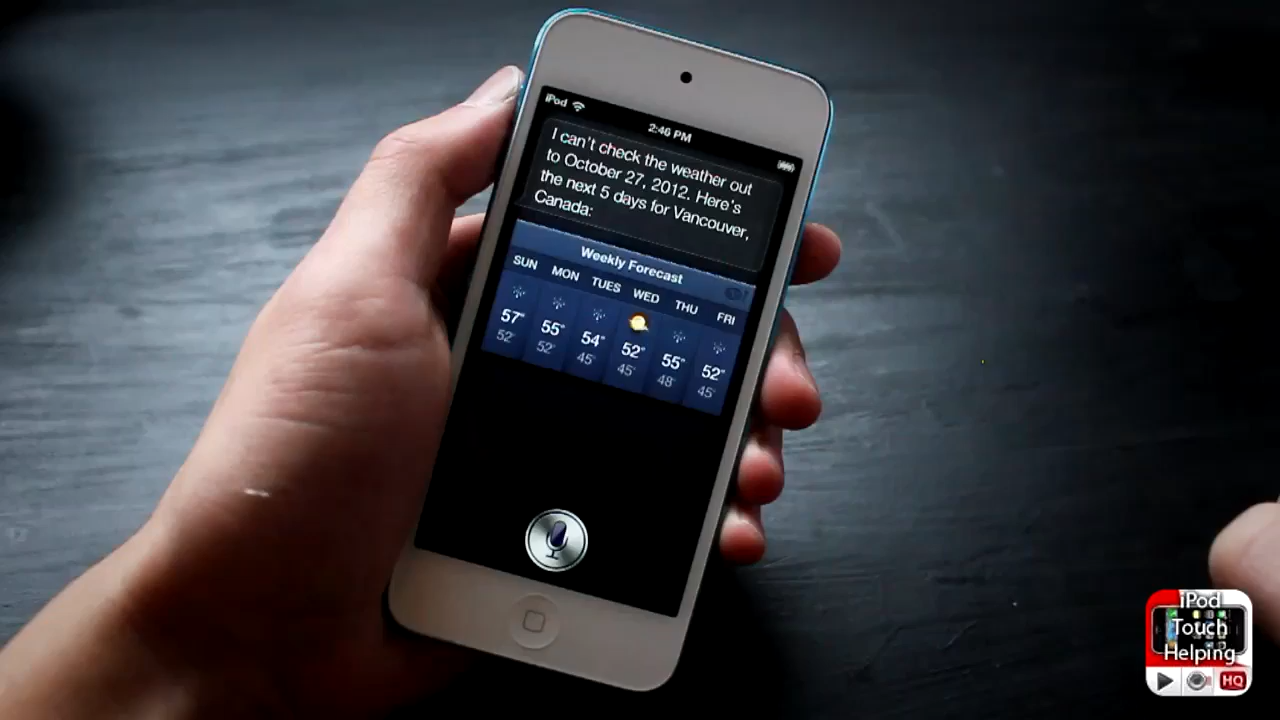 iPod
2:46 PM
I can't check the weather out
to October 27, 2012. Here's
the next 5 days for Vancouver,
Canada:
Weekly Forecast
SUN MON TUES WED THU FRI
57° 55° 54° 52° 55° 52°
52° 52° 45° 45° 48° 45°
iPod
Touch
Helping
HQ